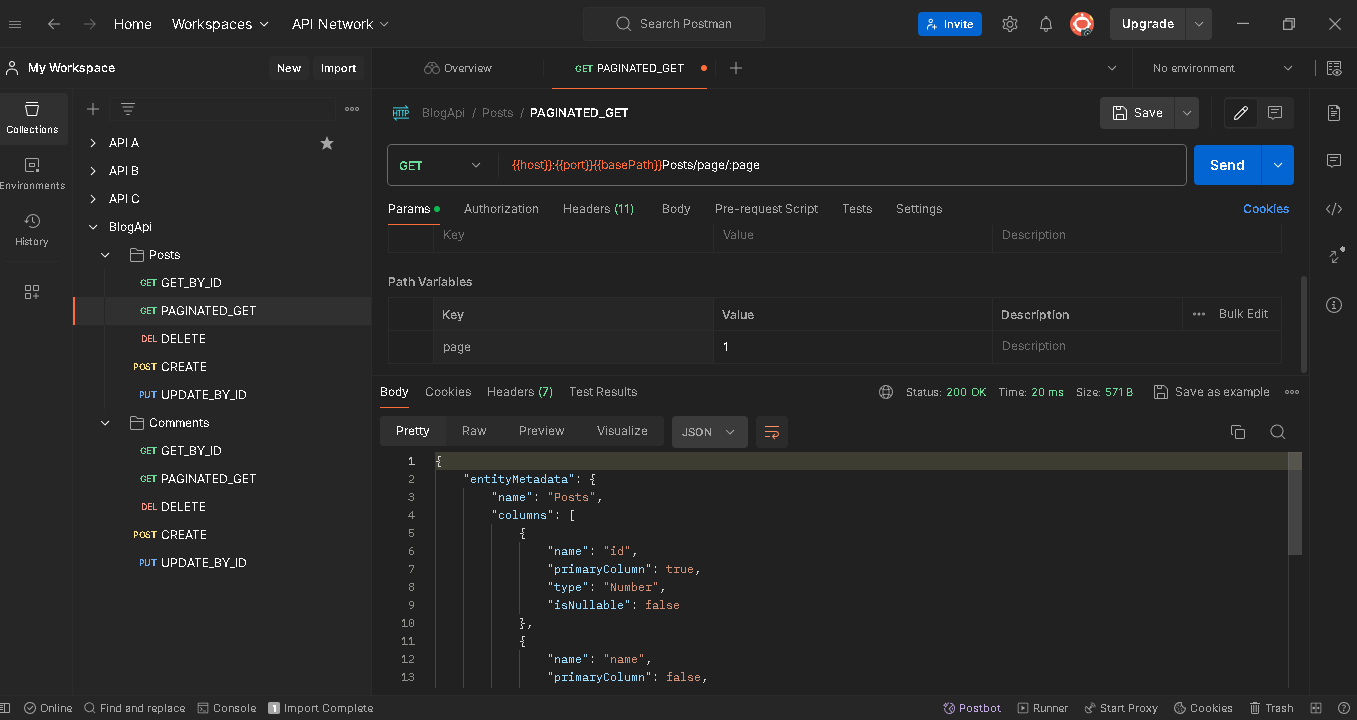 Home Workspaces API Network Search Postman Invite Upgrade
My Workspace New Import Overview GET PAGINATED_GET No environment
Collections
Environments
History
API A
API B
API C
BlogApi
Posts
GET GET_BY_ID
GET PAGINATED_GET
DEL DELETE
POST CREATE
PUT UPDATE_BY_ID
Comments
GET GET_BY_ID
GET PAGINATED_GET
DEL DELETE
POST CREATE
PUT UPDATE_BY_ID
HTTP BlogApi / Posts / PAGINATED_GET Save
GET {{host}}:{{port}}{{basePath}}Posts/page/:page Send
Params Authorization Headers (11) Body Pre-request Script Tests Settings Cookies
Key Value Description
Path Variables
Key Value Description Bulk Edit
page 1 Description
Body Cookies Headers (7) Test Results Status: 200 OK Time: 20 ms Size: 571 B Save as example
Pretty Raw Preview Visualize JSON
1 {
2 "entityMetadata": {
3 "name": "Posts",
4 "columns": [
5 {
6 "name": "id",
7 "primaryColumn": true,
8 "type": "Number",
9 "isNullable": false
10 },
11 {
12 "name": "name",
13 "primaryColumn": false,
Online Find and replace Console 1 Import Complete Postbot Runner Start Proxy Cookies Trash